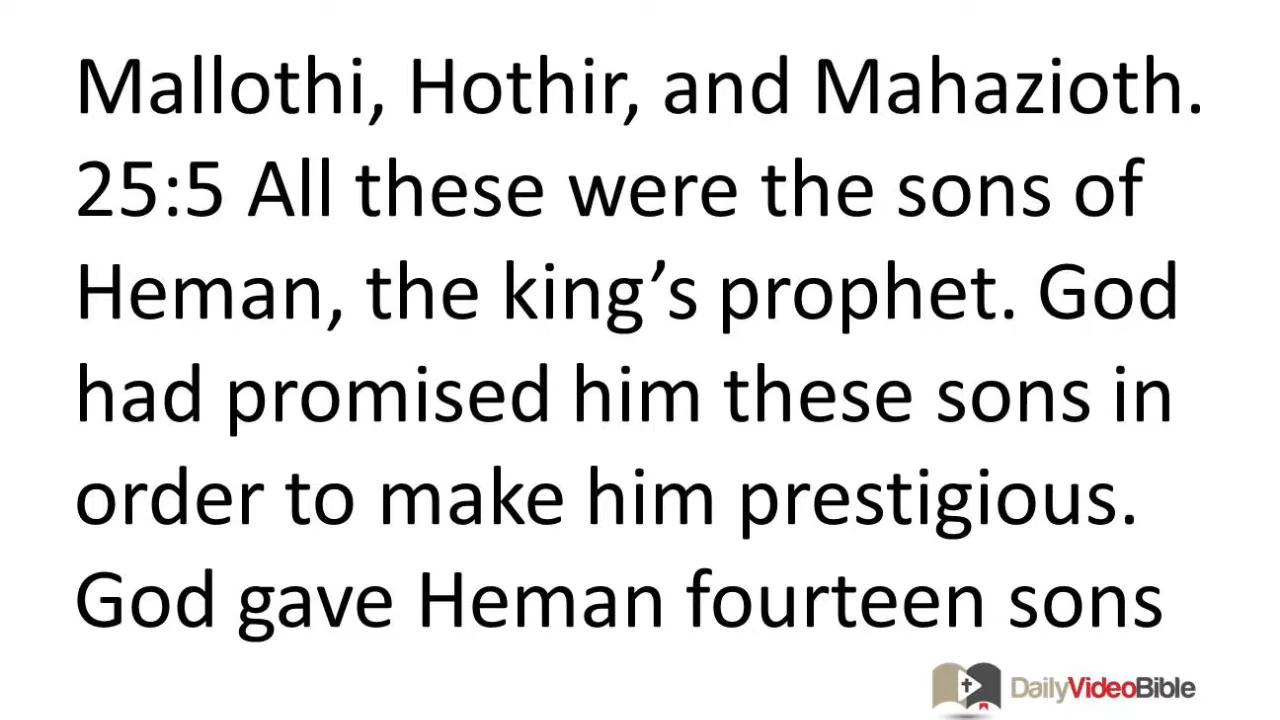 Mallothi, Hothir, and Mahazioth.
25:5 All these were the sons of
Heman, the king’s prophet. God
had promised him these sons in
order to make him prestigious.
God gave Heman fourteen sons
DailyVideoBible